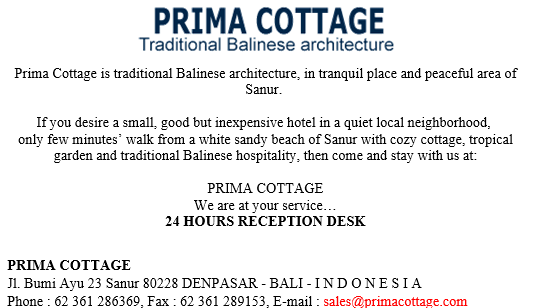 PRIMA COTTAGE
Traditional Balinese architecture
Prima Cottage is traditional Balinese architecture, in tranquil place and peaceful area of
Sanur.
If you desire a small, good but inexpensive hotel in a quiet local neighborhood,
only few minutes’ walk from a white sandy beach of Sanur with cozy cottage, tropical
garden and traditional Balinese hospitality, then come and stay with us at:
PRIMA COTTAGE
We are at your service…
24 HOURS RECEPTION DESK
PRIMA COTTAGE
Jl. Bumi Ayu 23 Sanur 80228 DENPASAR - BALI - I N D O N E S I A
Phone : 62 361 286369, Fax : 62 361 289153, E-mail : sales@primacottage.com